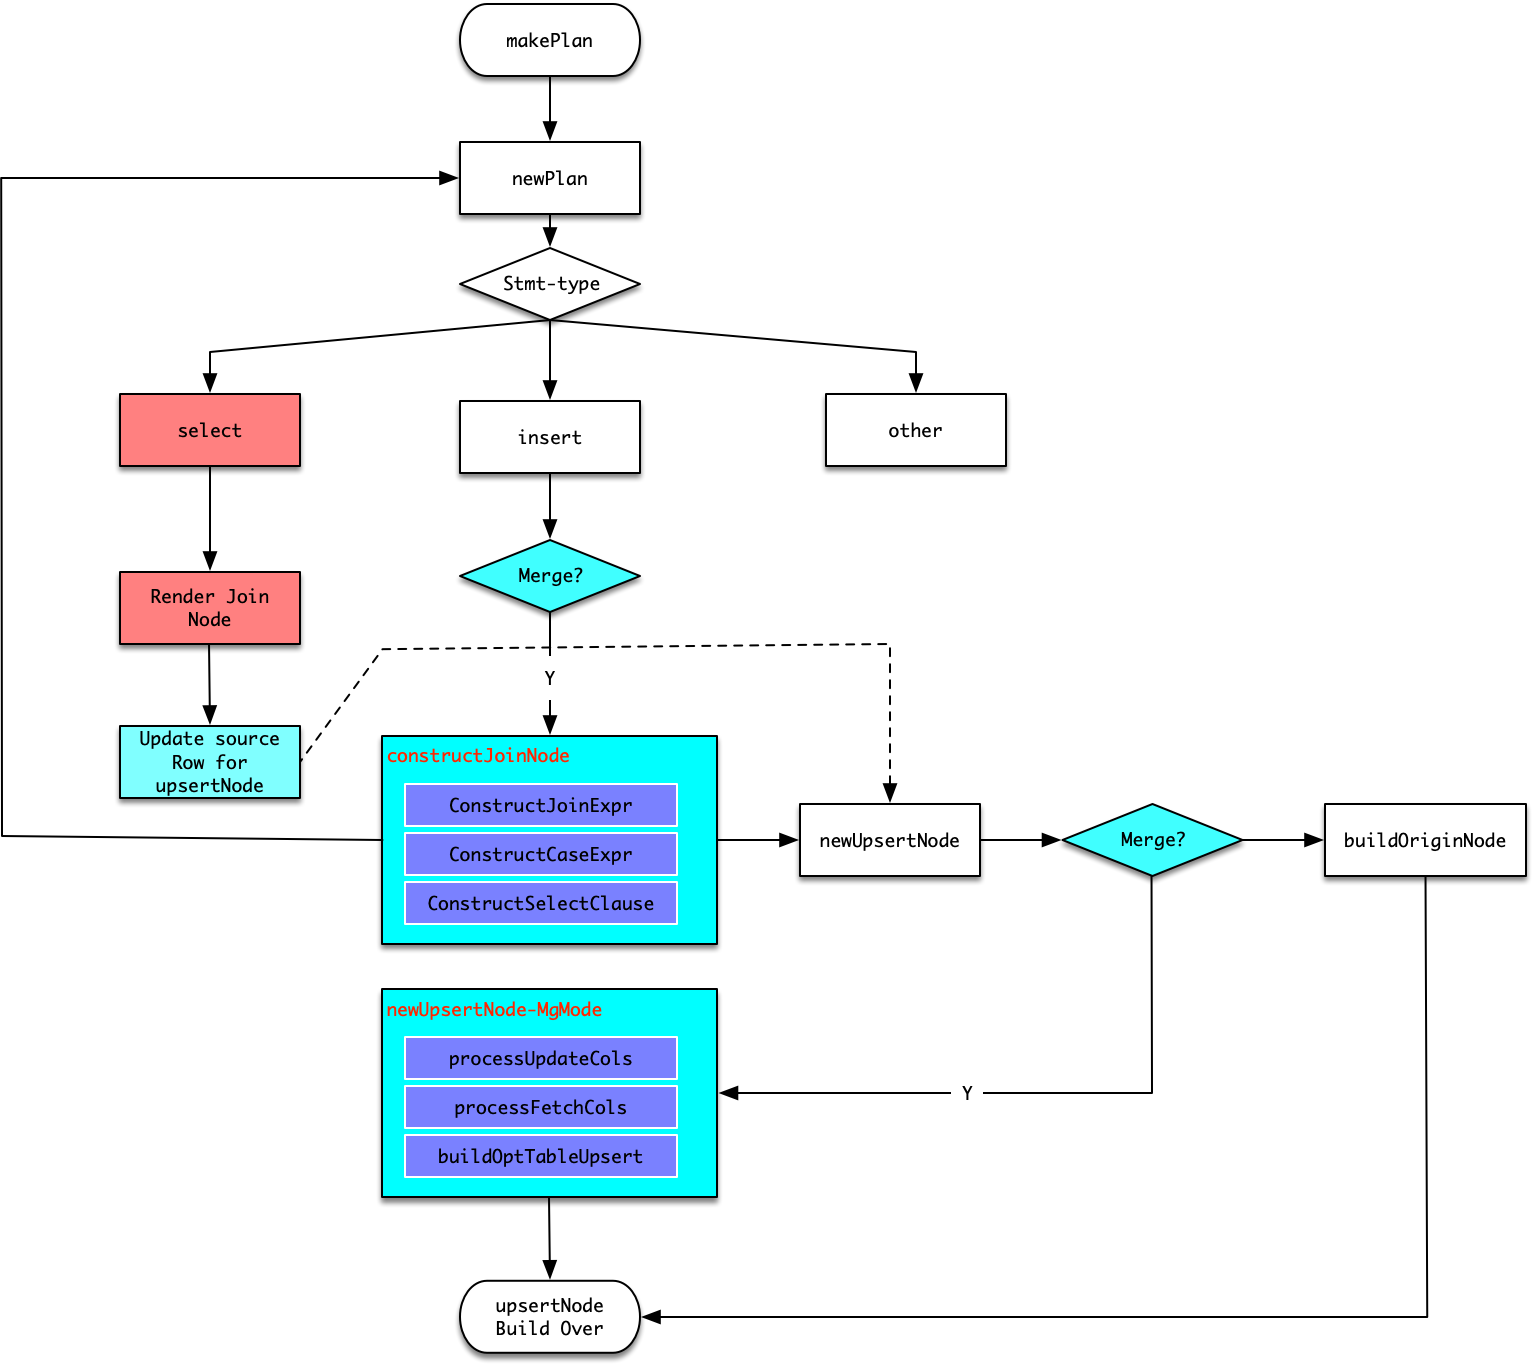 makePlan
newPlan
Stmt-type
select
insert
other
Merge?
Render Join
Node
Y
Update source
Row for
upsertNode
constructJoinNode
ConstructJoinExpr
ConstructCaseExpr
ConstructSelectClause
newUpsertNode
Merge?
buildOriginNode
newUpsertNode-MgMode
processUpdateCols
processFetchCols
buildOptTableUpsert
Y
upsertNode
Build Over